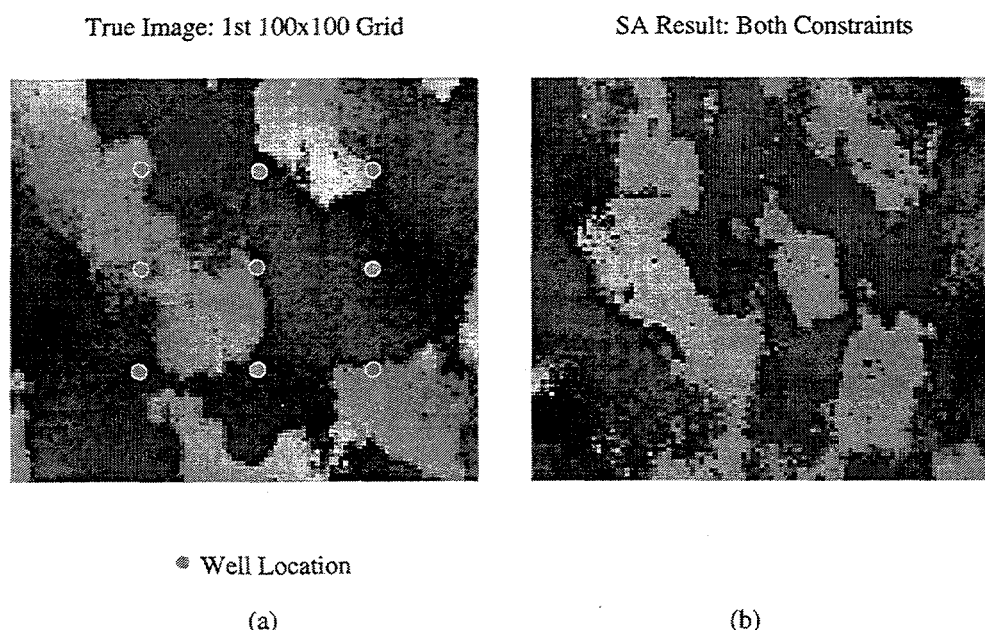 True Image: 1st 100x100 Grid
SA Result: Both Constraints
Well Location
(a)
(b)